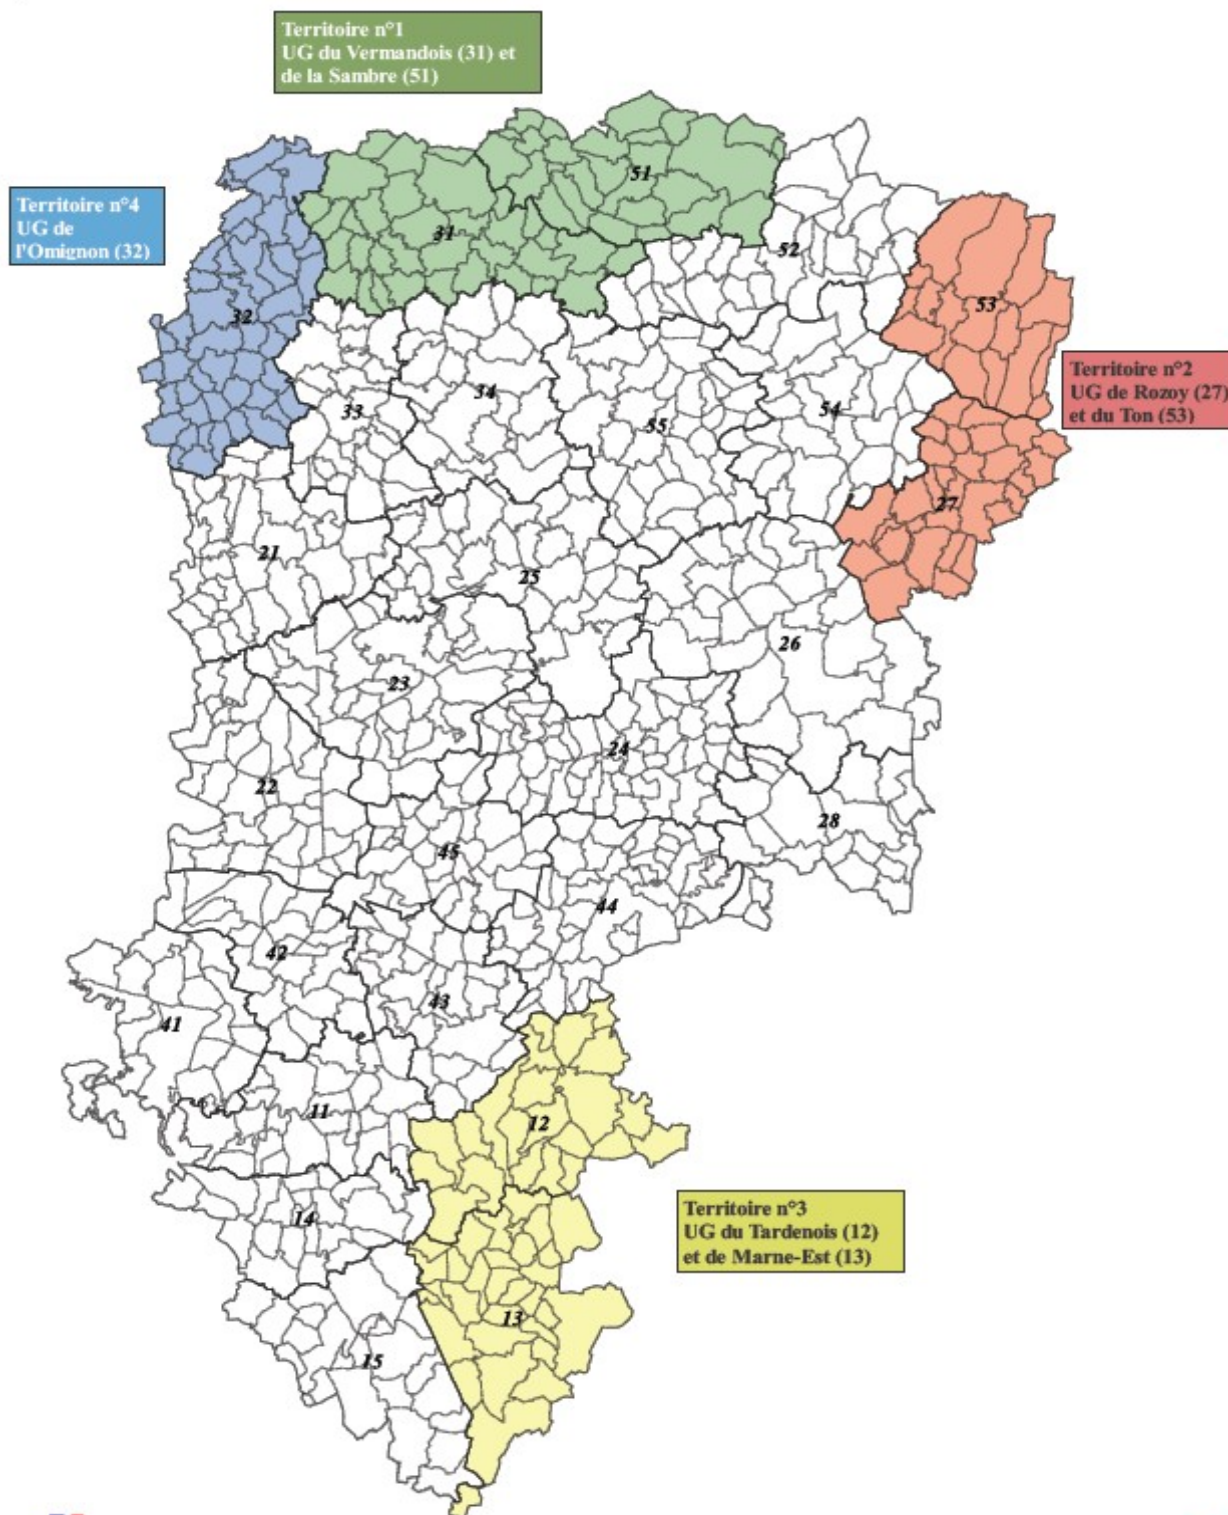 Territoire n°1
UG du Vermandois (31) et
de la Sambre (51)
51
Territoire n°4
UG de
l'Omignon (32)
31
52
53
32
Territoire n°2
UG de Rozoy (27)
et du Ton (53)
34
33
54
55
27
21
25
26
23
24
22
28
45
44
42
43
41
11
12
Territoire n°3
UG du Tardenois (12)
et de Marne-Est (13)
14
13
15